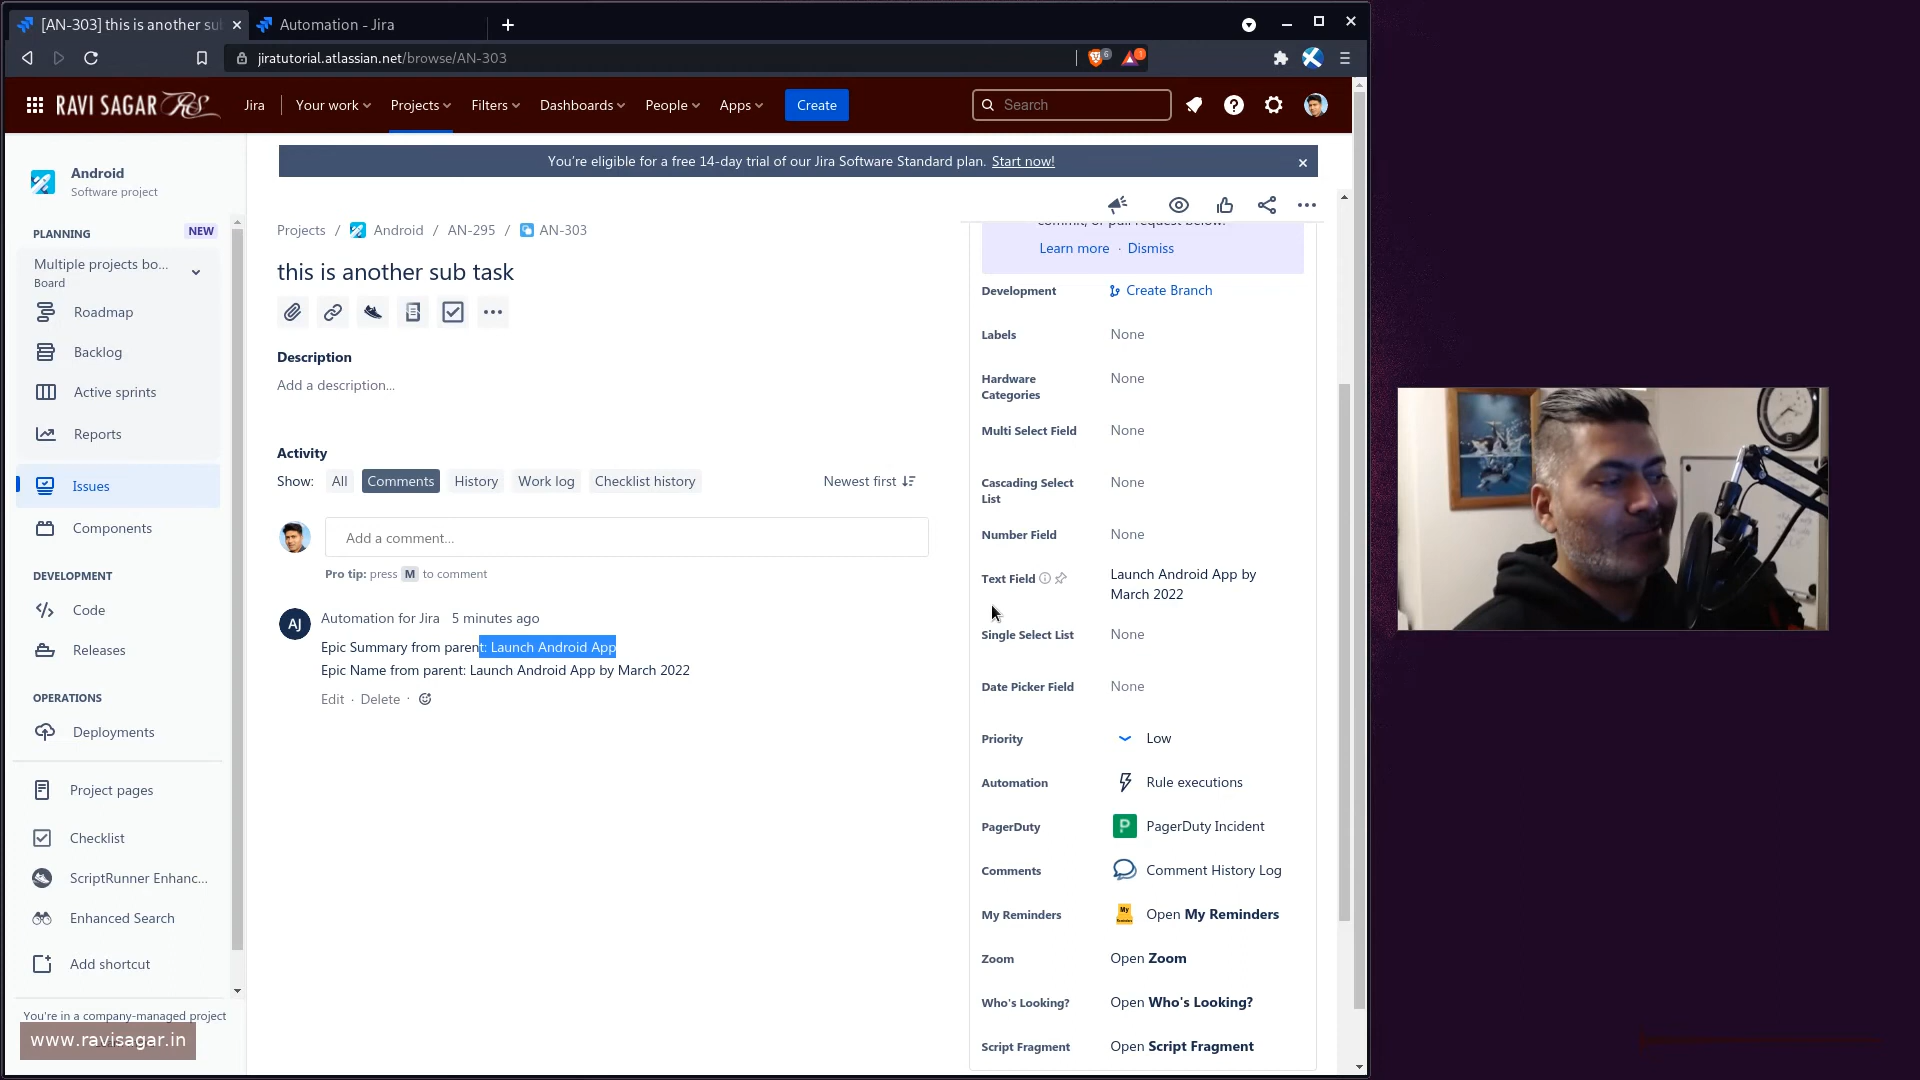 [AN-303] this is another su
Automation - Jira
jiratutorial.atlassian.net/browse/AN-303
6
1
RAVI SAGAR RS
Jira
Your work
Projects
Filters
Dashboards
People
Apps
Create
Search
You're eligible for a free 14-day trial of our Jira Software Standard plan. Start now!
Android
Software project
PLANNING
NEW
Multiple projects bo...
Board
Roadmap
Backlog
Active sprints
Reports
Issues
Components
DEVELOPMENT
Code
Releases
OPERATIONS
Deployments
Project pages
Checklist
ScriptRunner Enhanc...
Enhanced Search
Add shortcut
You're in a company-managed project
www.ravisagar.in
Projects / Android / AN-295 / AN-303
this is another sub task
Description
Add a description...
Activity
Show: All Comments History Work log Checklist history
Newest first
Add a comment...
Pro tip: press M to comment
AJ
Automation for Jira 5 minutes ago
Epic Summary from parent: Launch Android App
Epic Name from parent: Launch Android App by March 2022
Edit · Delete ·
commit, or pull request below.
Learn more · Dismiss
Development Create Branch
Labels None
Hardware Categories None
Multi Select Field None
Cascading Select List None
Number Field None
Text Field Launch Android App by
March 2022
Single Select List None
Date Picker Field None
Priority Low
Automation Rule executions
PagerDuty P PagerDuty Incident
Comments Comment History Log
My Reminders Open My Reminders
Zoom Open Zoom
Who's Looking? Open Who's Looking?
Script Fragment Open Script Fragment